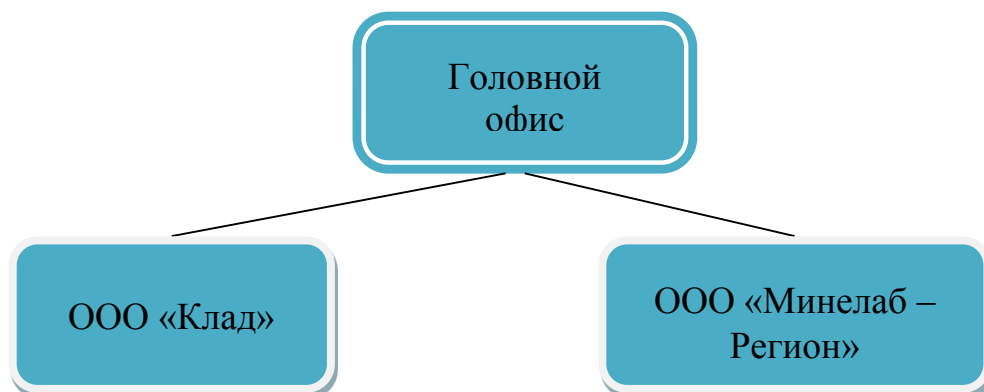 Головной
офис
ООО «Клад»
ООО «Минелаб –
Регион»